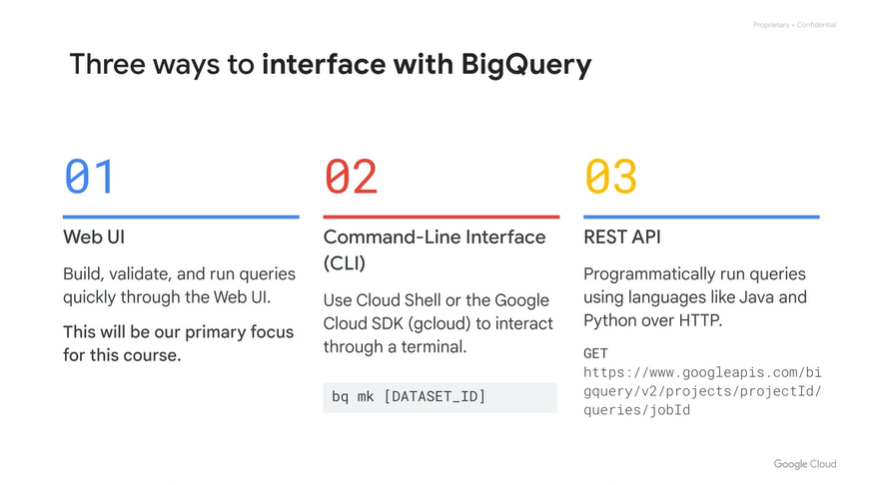 Proprietary + Confidential
Three ways to interface with BigQuery
01
Web UI
Build, validate, and run queries
quickly through the Web UI.
This will be our primary focus
for this course.
02
Command-Line Interface
(CLI)
Use Cloud Shell or the Google
Cloud SDK (gcloud) to interact
through a terminal.
bq mk [DATASET_ID]
03
REST API
Programmatically run queries
using languages like Java and
Python over HTTP.
GET
https://www.googleapis.com/bi
gquery/v2/projects/projectId/
queries/jobId
Google Cloud